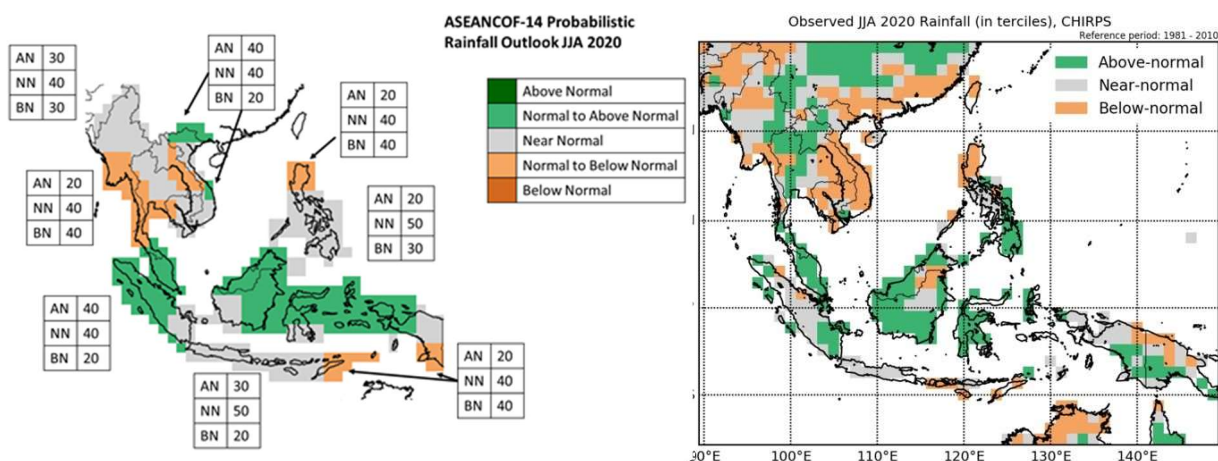 ASEANCOF-14 Probabilistic
Rainfall Outlook JJA 2020
AN 30
NN 40
BN 30
AN 40
NN 40
BN 20
AN 20
NN 40
BN 40
Above Normal
Normal to Above Normal
Near Normal
Normal to Below Normal
Below Normal
AN 20
NN 40
BN 40
AN 20
NN 50
BN 30
AN 40
NN 40
BN 20
AN 30
NN 50
BN 20
AN 20
NN 40
BN 40
Observed JJA 2020 Rainfall (in terciles), CHIRPS
Reference period: 1981 - 2010
Above-normal
Near-normal
Below-normal
100°E 110°E 120°E 130°E 140°E